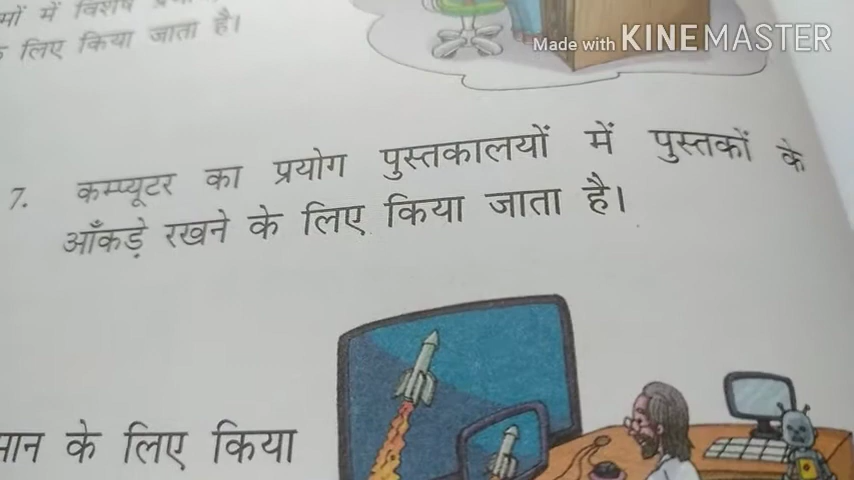 में विशेष
लिए किया जाता है।
Made with KINEMASTER
7. कम्प्यूटर का प्रयोग पुस्तकालयों में पुस्तकों के
आँकड़े रखने के लिए किया जाता है।
के लिए किया